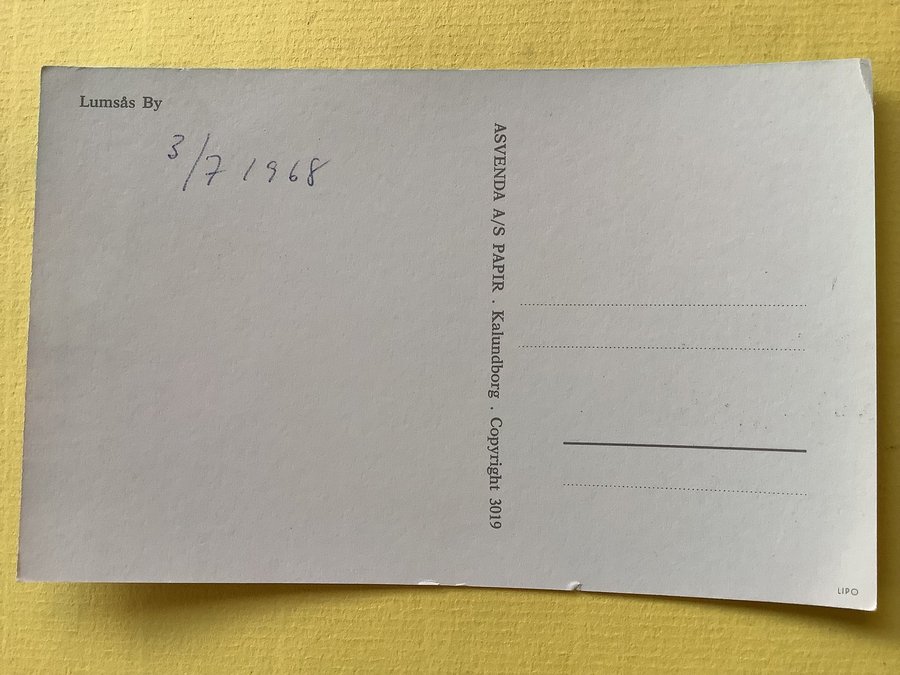 Lumsås By
3/7 1968
ASVENDA A/S PAPIR . Kalundborg . Copyright 3019
LIPO